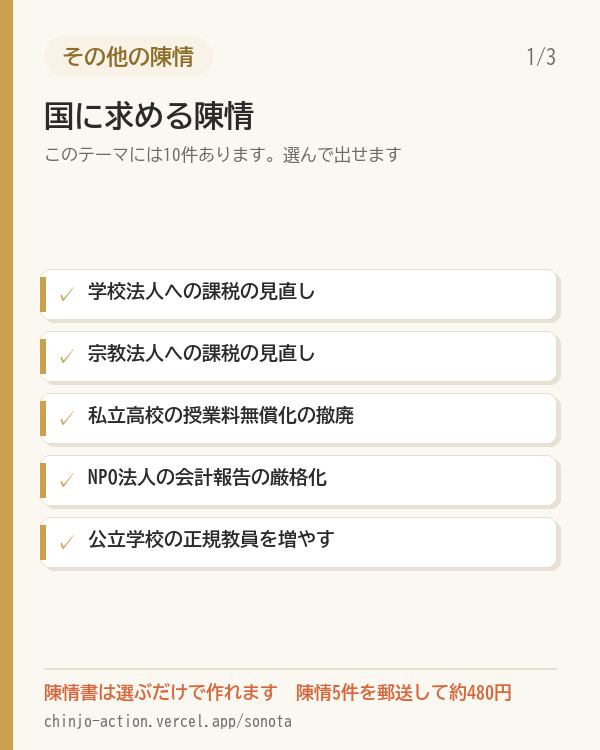 その他の陳情
1/3
国に求める陳情
このテーマには10件あります。選んで出せます
✓ 学校法人への課税の見直し
✓ 宗教法人への課税の見直し
✓ 私立高校の授業料無償化の撤廃
✓ NPO法人の会計報告の厳格化
✓ 公立学校の正規教員を増やす
陳情書は選ぶだけで作れます　陳情5件を郵送して約480円
chinjo-action.vercel.app/sonota